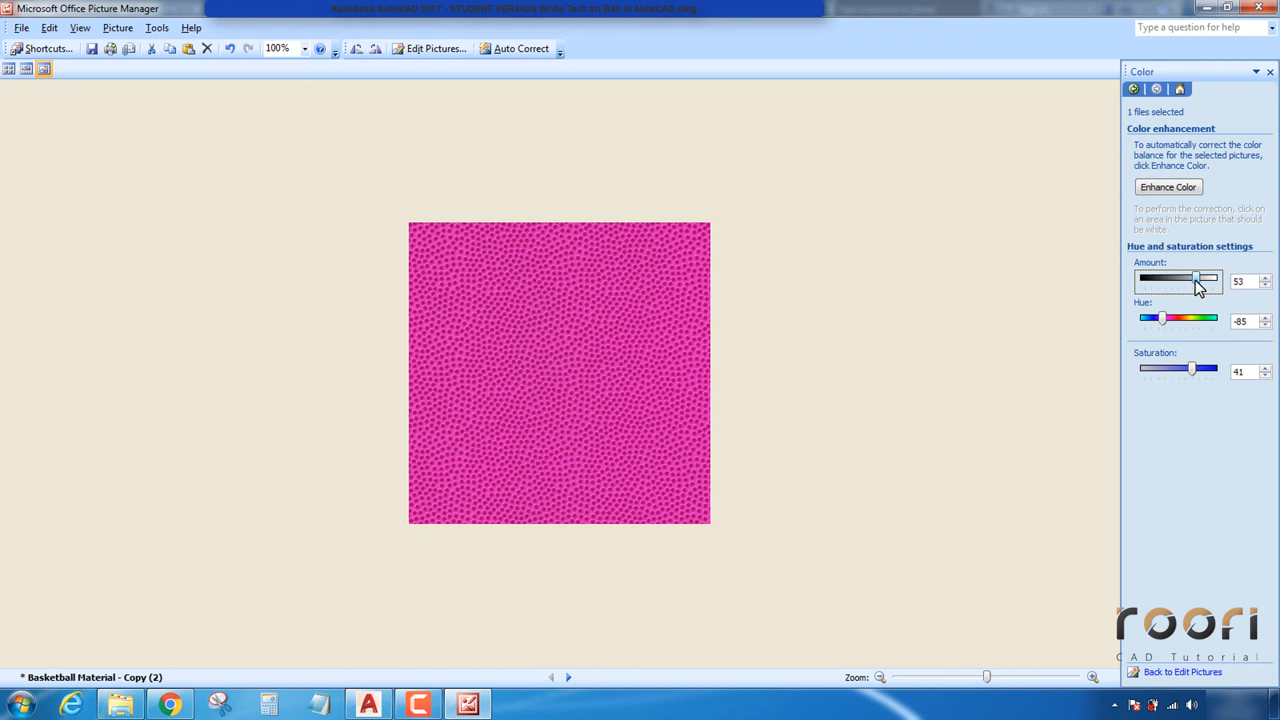 Microsoft Office Picture Manager
Autodesk AutoCAD 2017 - STUDENT VERSION Write Text on Ball in AutoCAD.dwg
File Edit View Picture Tools Help
Type a question for help
Shortcuts... 100% Edit Pictures... Auto Correct
Color
1 files selected
Color enhancement
To automatically correct the color
balance for the selected pictures,
click Enhance Color.
Enhance Color
To perform the correction, click on
an area in the picture that should
be white.
Hue and saturation settings
Amount:
53
Hue:
-85
Saturation:
41
roofi
CAD Tutorial
Back to Edit Pictures
* Basketball Material - Copy (2)
Zoom: